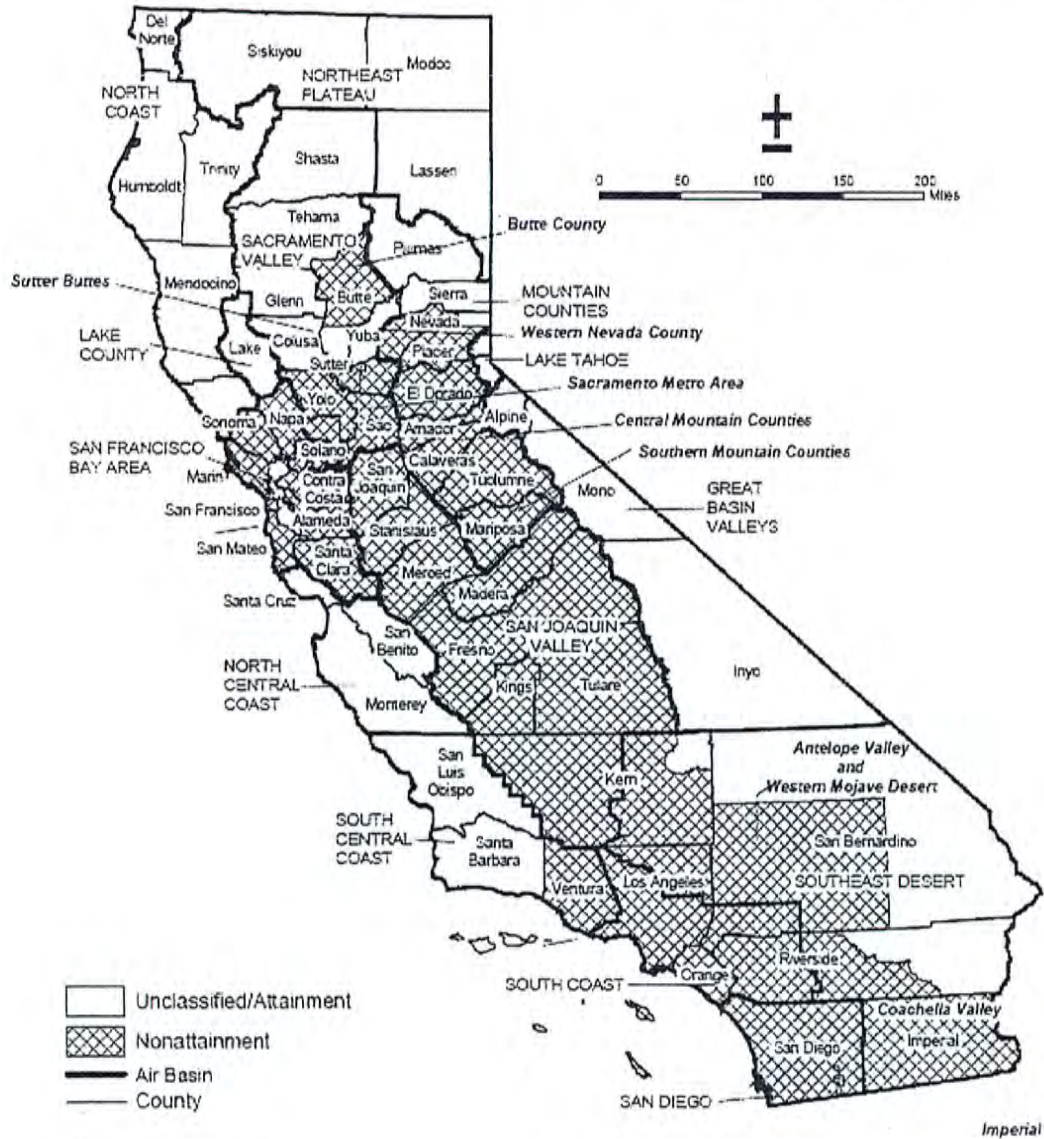 Del
Norte
Siskiyou
Modoc
NORTHEAST
PLATEAU
NORTH
COAST
Trinity
Shasta
Lassen
Humboldt
0 50 100 150 200
Miles
Tehama
Butte County
SACRAMENTO
VALLEY
Plumas
Sutter Buttes
Mendocino
Glenn
Butte
Sierra
MOUNTAIN
COUNTIES
Nevada
Western Nevada County
LAKE
COUNTY
Lake
Colusa
Yuba
Sutter
Placer
LAKE TAHOE
Yolo
El Dorado
Sacramento Metro Area
Sonoma
Napa
Sac
Amador
Alpine
Central Mountain Counties
Solano
SAN FRANCISCO
BAY AREA
Marin
Contra
Costa
San
Joaquin
Calaveras
Tuolumne
Southern Mountain Counties
Mono
GREAT
BASIN
VALLEYS
San Francisco
Alameda
Stanislaus
Mariposa
San Mateo
Santa
Clara
Merced
Madera
Santa Cruz
San
Benito
Fresno
SAN JOAQUIN
VALLEY
NORTH
CENTRAL
COAST
Monterey
Kings
Tulare
Inyo
San
Luis
Ocispo
Kern
Antelope Valley
and
Western Mojave Desert
San Bernardino
SOUTH
CENTRAL
COAST
Santa
Barbara
Ventura
Los Angeles
SOUTHEAST DESERT
Riverside
SOUTH COAST
Orange
Coachella Valley
San Diego
Imperial
SAN DIEGO
Imperial
Unclassified/Attainment
Nonattainment
Air Basin
County